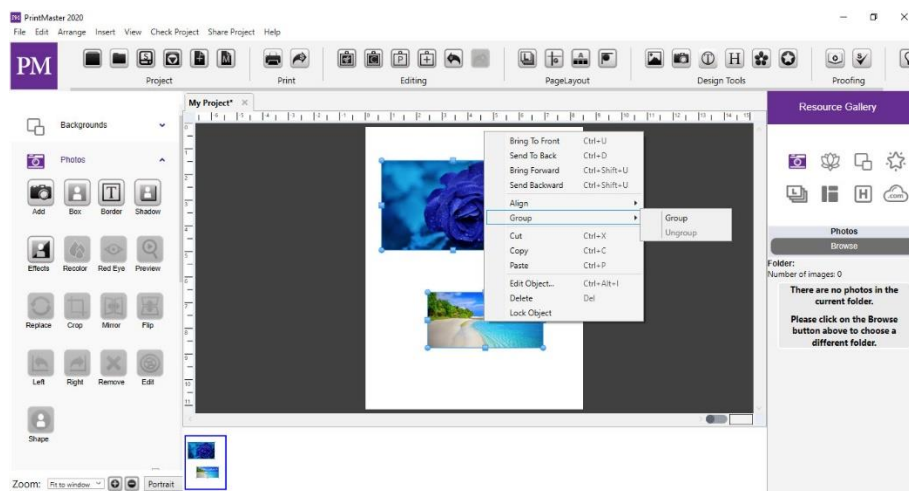 PM PrintMaster 2020
File Edit Arrange Insert View Check Project Share Project Help
PM
Project
Print
Editing
PageLayout
Design Tools
Proofing
My Project*
Backgrounds
Photos
Add Box Border Shadow
Effects Recolor Red Eye Preview
Replace Crop Mirror Flip
Left Right Remove Edit
Shape
Bring To Front Ctrl+U
Send To Back Ctrl+D
Bring Forward Ctrl+Shift+U
Send Backward Ctrl+Shift+U
Align
Group
Group
Ungroup
Cut Ctrl+X
Copy Ctrl+C
Paste Ctrl+P
Edit Object... Ctrl+Alt+I
Delete Del
Lock Object
Resource Gallery
.com
Photos
Browse
Folder:
Number of images: 0
There are no photos in the
current folder.
Please click on the Browse
button above to choose a
different folder.
Zoom: Fit to window Portrait